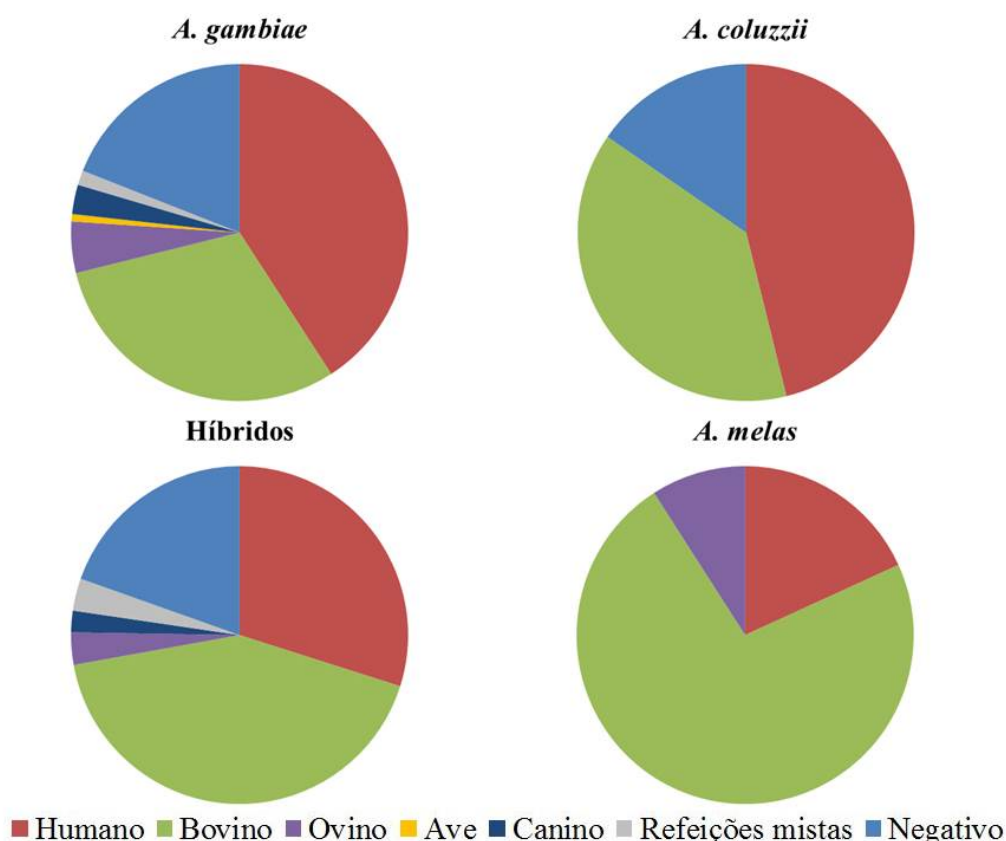 A. gambiae
A. coluzzii
Híbridos
A. melas
Humano Bovino Ovino Ave Canino Refeições mistas Negativo